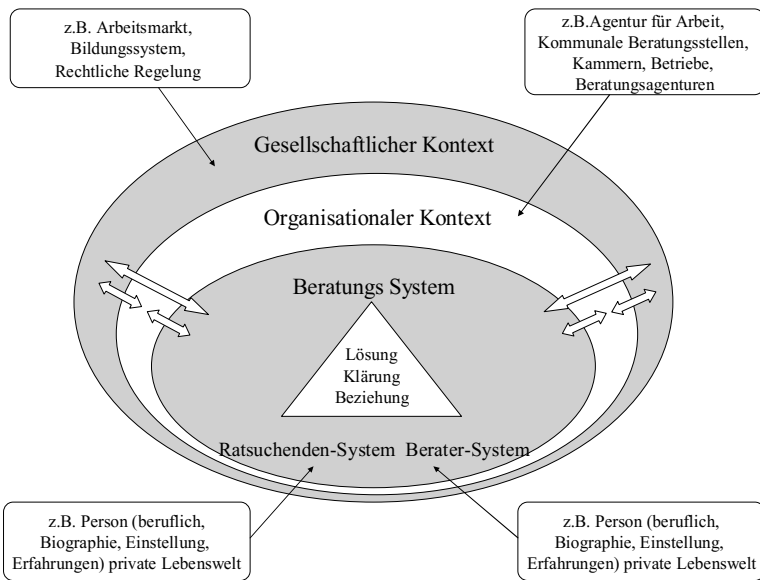 z.B. Arbeitsmarkt,
Bildungssystem,
Rechtliche Regelung
z.B.Agentur für Arbeit,
Kommunale Beratungsstellen,
Kammern, Betriebe,
Beratungsagenturen
Gesellschaftlicher Kontext
Organisationaler Kontext
Beratungs System
Lösung
Klärung
Beziehung
Ratsuchenden-System
Berater-System
z.B. Person (beruflich,
Biographie, Einstellung,
Erfahrungen) private Lebenswelt
z.B. Person (beruflich,
Biographie, Einstellung,
Erfahrungen) private Lebenswelt